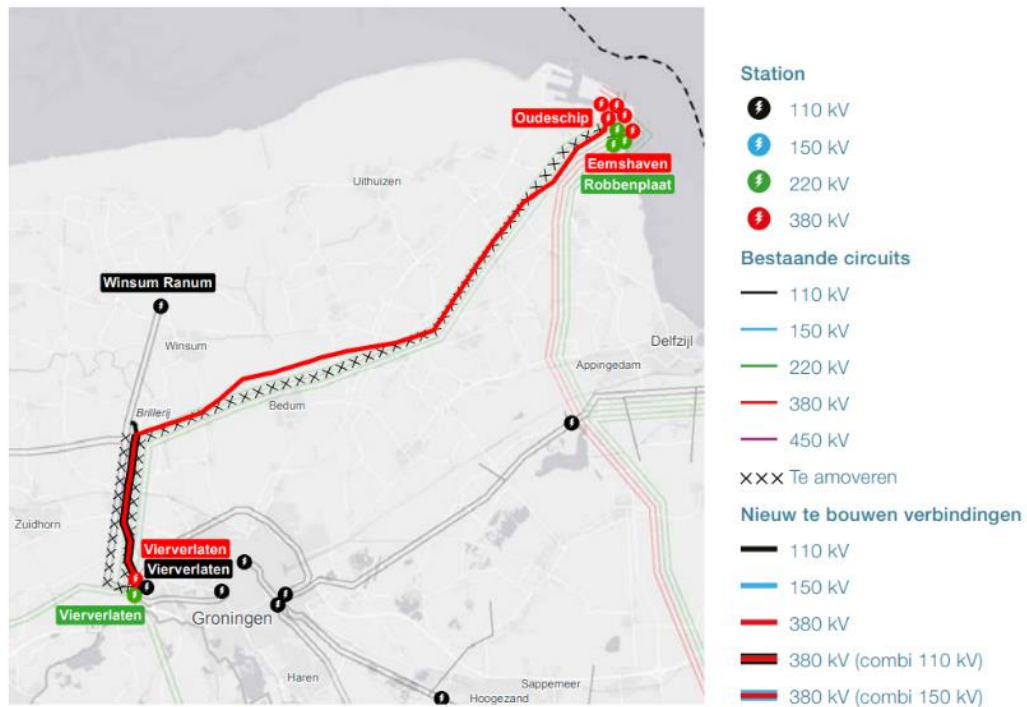 Oudeschip
Eemshaven
Robbenplaat
Uithuizen
Winsum Ranum
Winsum
Delfzijl
Appingedam
Brillerij
Bedum
Zuidhorn
Vierverlaten
Vierverlaten
Vierverlaten
Groningen
Haren
Sappemeer
Hoogezand
Station
110 kV
150 kV
220 kV
380 kV
Bestaande circuits
110 kV
150 kV
220 kV
380 kV
450 kV
××× Te amoveren
Nieuw te bouwen verbindingen
110 kV
150 kV
380 kV
380 kV (combi 110 kV)
380 kV (combi 150 kV)